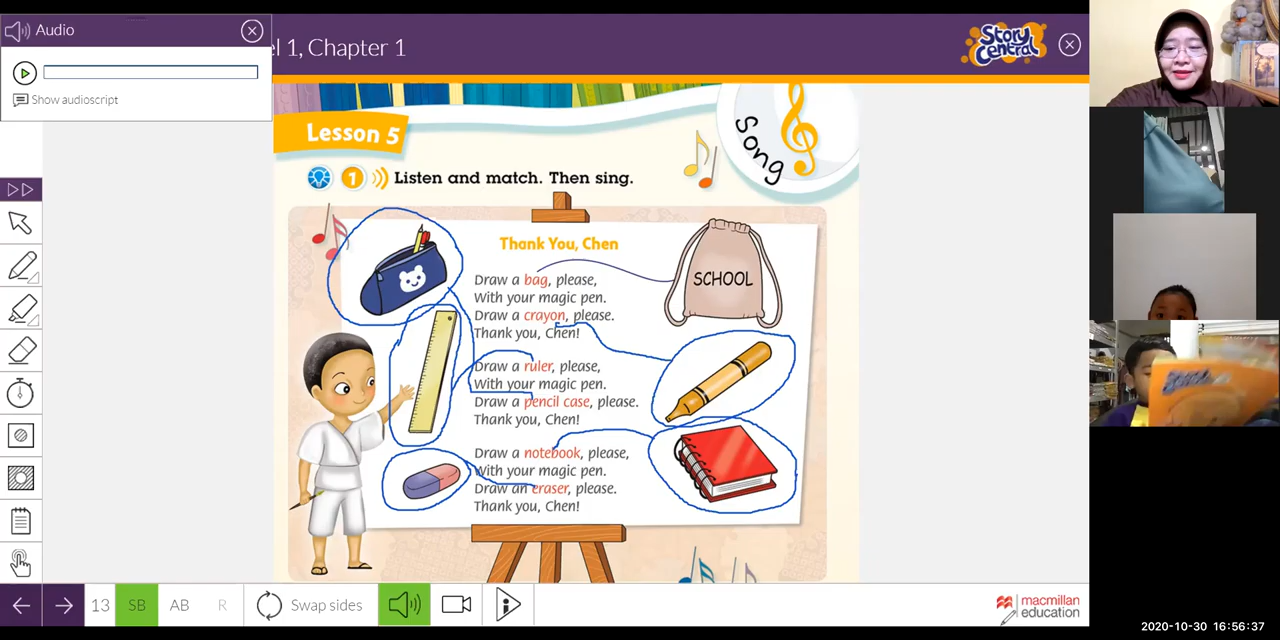 Audio
Show audioscript
el 1, Chapter 1
Story
Central
Lesson 5
Song
1 Listen and match. Then sing.
Thank You, Chen
Draw a bag, please,
With your magic pen.
Draw a crayon, please.
Thank you, Chen!
Draw a ruler, please,
With your magic pen.
Draw a pencil case, please.
Thank you, Chen!
Draw a notebook, please,
With your magic pen.
Draw an eraser, please.
Thank you, Chen!
SCHOOL
13
SB
AB
R
Swap sides
macmillan
education
2020-10-30 16:56:37